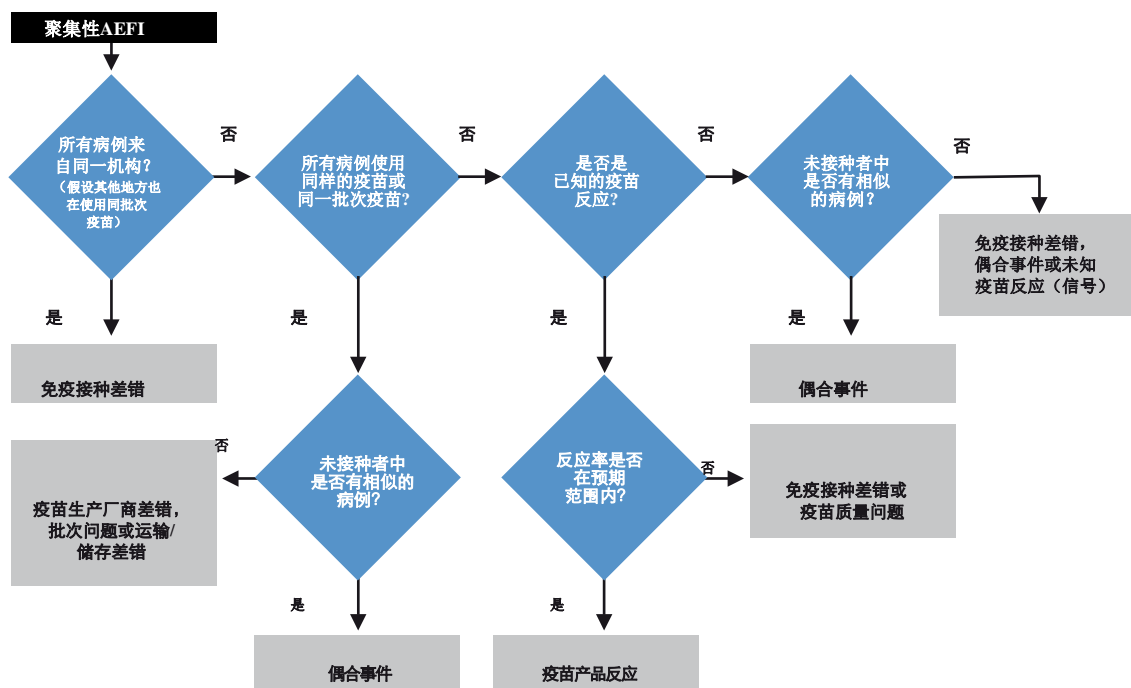 聚集性AEFI
所有病例来
自同一机构？
（假设其他地方也
在使用同批次
疫苗）
否
所有病例使用
同样的疫苗或
同一批次疫苗?
否
是否是
已知的疫苗
反应?
否
未接种者中
是否有相似
的病例？
否
免疫接种差错，
偶合事件或未知
疫苗反应（信号）
是
是
是
是
免疫接种差错
偶合事件
否
未接种者中
是否有相似的
病例？
反应率是否
在预期
范围内?
否
疫苗生产厂商差错，
批次问题或运输/
储存差错
免疫接种差错或
疫苗质量问题
是
是
偶合事件
疫苗产品反应